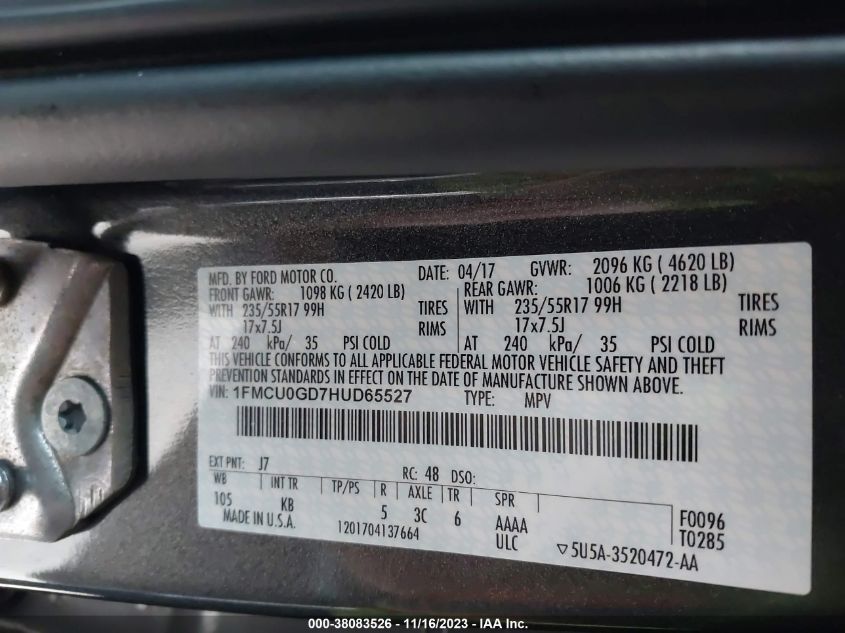 MFD. BY FORD MOTOR CO. DATE: 04/17 GVWR: 2096 KG ( 4620 LB)
FRONT GAWR: 1098 KG ( 2420 LB) REAR GAWR: 1006 KG ( 2218 LB)
WITH 235/55R17 99H TIRES WITH 235/55R17 99H TIRES
17x7.5J RIMS 17x7.5J RIMS
AT 240 kPa/ 35 PSI COLD AT 240 kPa/ 35 PSI COLD
THIS VEHICLE CONFORMS TO ALL APPLICABLE FEDERAL MOTOR VEHICLE SAFETY AND THEFT
PREVENTION STANDARDS IN EFFECT ON THE DATE OF MANUFACTURE SHOWN ABOVE.
VIN: 1FMCU0GD7HUD65527 TYPE: MPV
EXT PNT: J7 RC: 48 DSO:
WB INT TR TP/PS R AXLE TR SPR
105 KB 5 3C 6 AAAA F0096
MADE IN U.S.A. 1201704137664 ULC T0285
▽5U5A-3520472-AA
000-38083526 - 11/16/2023 - IAA Inc.